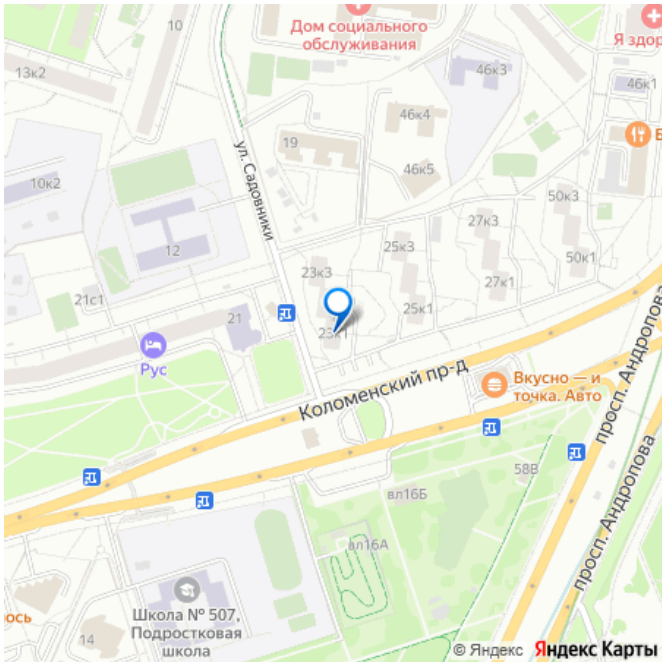 10
Дом социального
обслуживания
Я здор
13к2
46к3
46к1
46к4
ул. Садовники
19
10к2
46к5
50к3
12
27к3
25к3
23к3
50к1
27к1
21с1
21
25к1
Рус
просп. Андропова
Коломенский пр-д
Вкусно — и
точка. Авто
58В
вл16Б
просп. Андропова
вл16А
Школа № 507,
Подростковая
школа
лось
14
© Яндекс Яндекс Карты